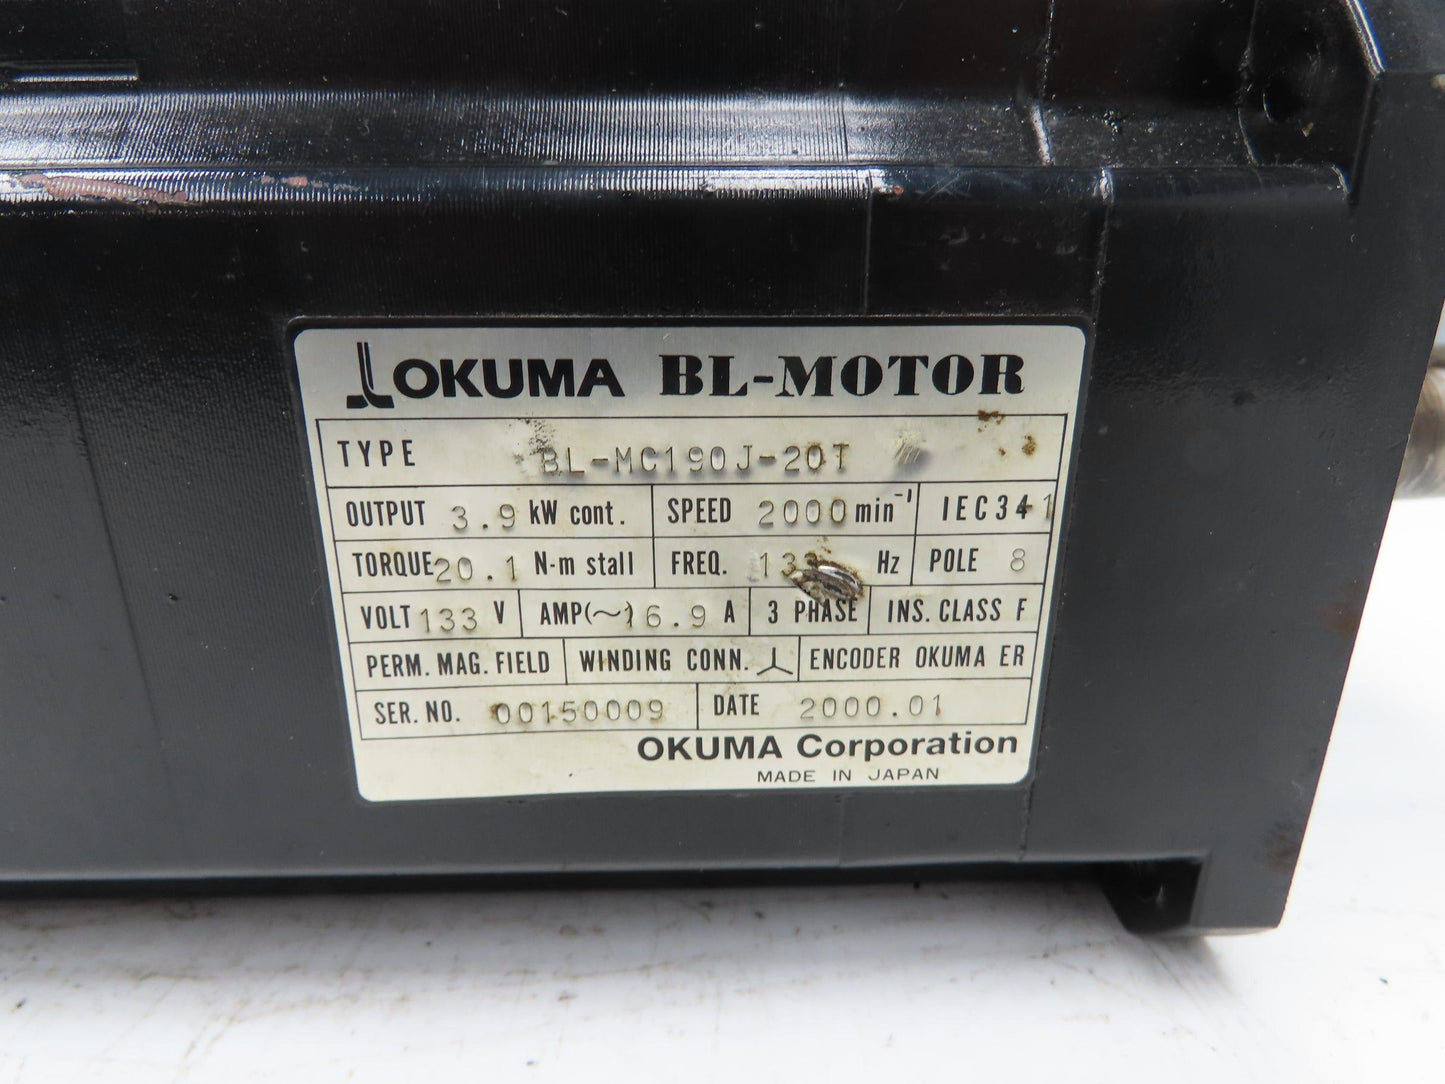 OKUMA BL-MOTOR
TYPE BL-MC190J-20T
OUTPUT 3.9 kW cont. SPEED 2000 min⁻¹ IEC34-1
TORQUE 20.1 N-m stall FREQ. Hz POLE 8
VOLT 133 V AMP(~) 16.9 A 3 PHASE INS. CLASS F
PERM. MAG. FIELD WINDING CONN. ENCODER OKUMA ER
SER. NO. 00150009 DATE 2000.01
OKUMA Corporation
MADE IN JAPAN